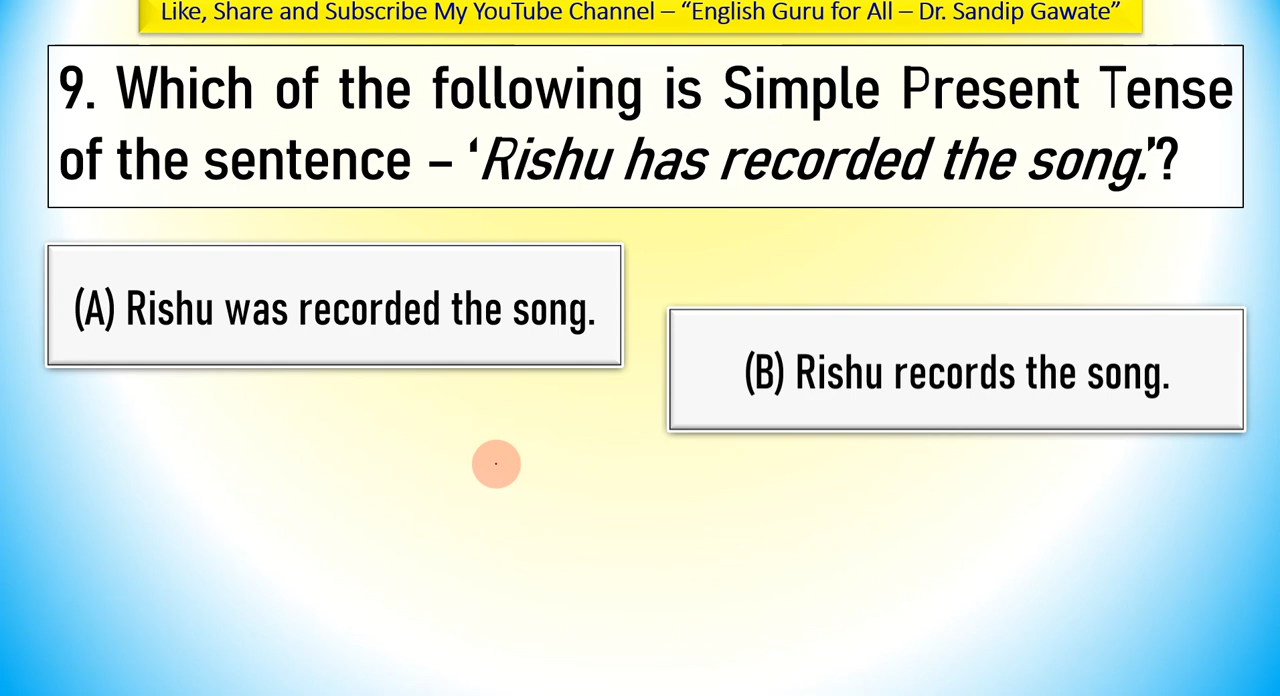 Like, Share and Subscribe My YouTube Channel – “English Guru for All – Dr. Sandip Gawate”
9. Which of the following is Simple Present Tense
of the sentence – ‘Rishu has recorded the song.’?
(A) Rishu was recorded the song.
(B) Rishu records the song.